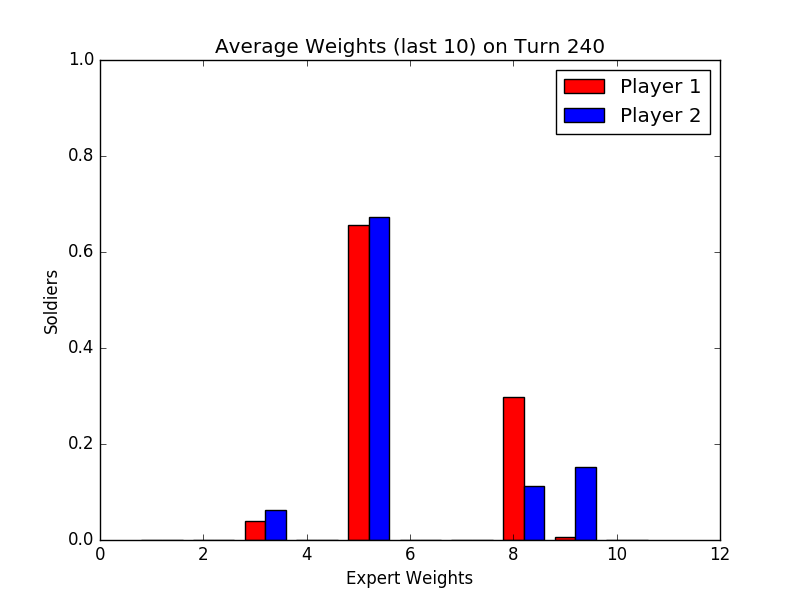 Average Weights (last 10) on Turn 240
Player 1
Player 2
1.0
0.8
0.6
0.4
0.2
0.0
Soldiers
0 2 4 6 8 10 12
Expert Weights